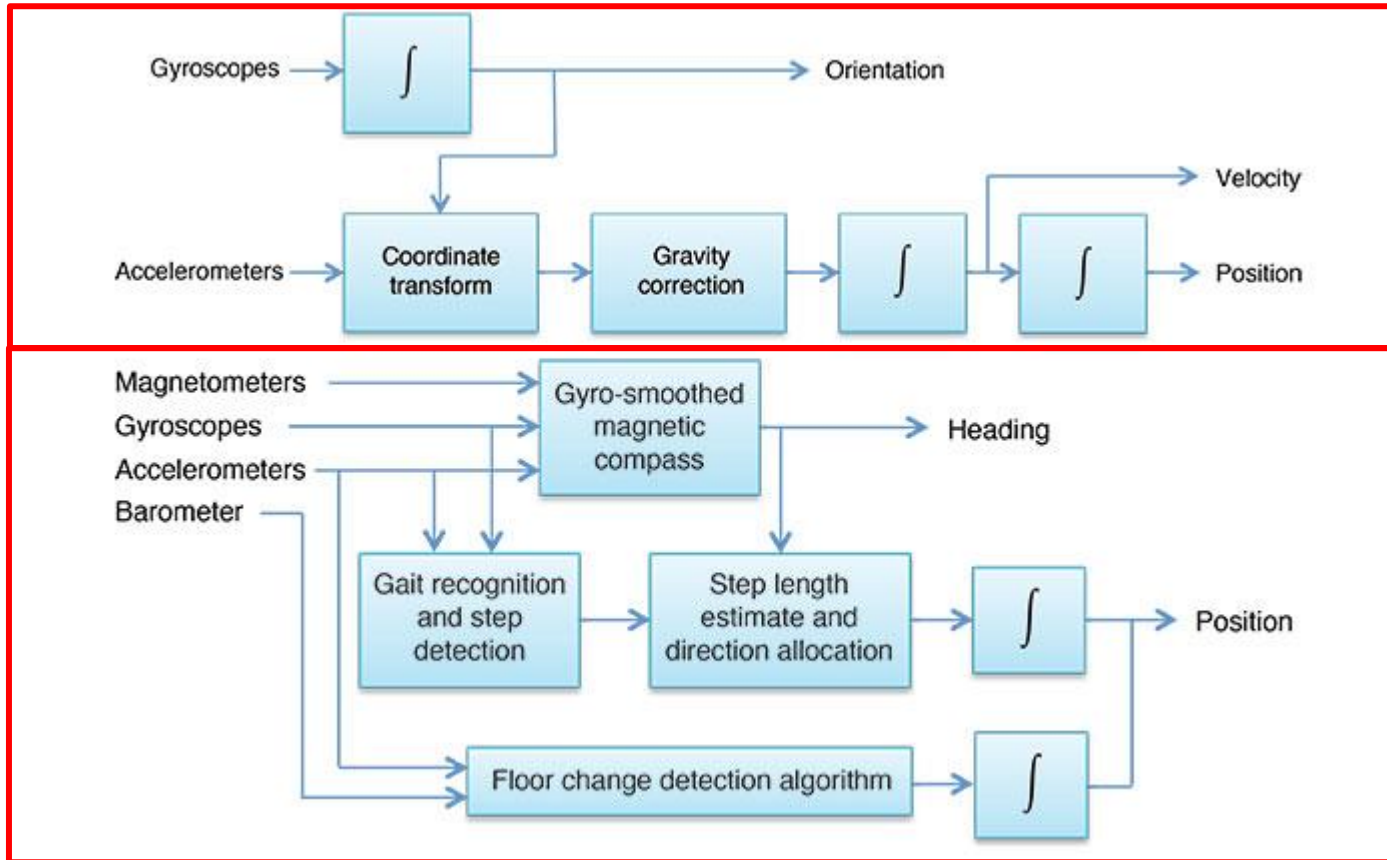 Gyroscopes
∫
Orientation
Velocity
Accelerometers
Coordinate
transform
Gravity
correction
∫
∫
Position
Magnetometers
Gyroscopes
Accelerometers
Barometer
Gyro-smoothed
magnetic
compass
Heading
Gait recognition
and step
detection
Step length
estimate and
direction allocation
∫
Position
Floor change detection algorithm
∫